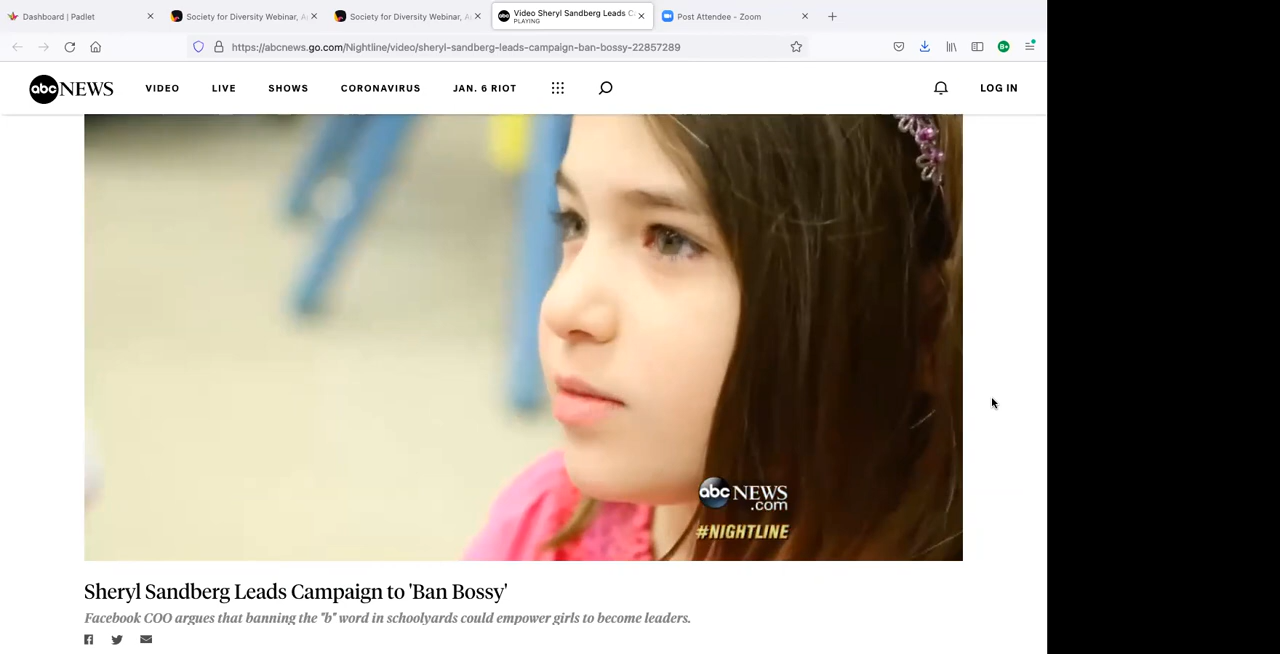 Dashboard | Padlet
Society for Diversity Webinar, A
Society for Diversity Webinar, A
Video Sheryl Sandberg Leads C
PLAYING
Post Attendee - Zoom
https://abcnews.go.com/Nightline/video/sheryl-sandberg-leads-campaign-ban-bossy-22857289
abc NEWS
VIDEO
LIVE
SHOWS
CORONAVIRUS
JAN. 6 RIOT
LOG IN
abc NEWS
.com
#NIGHTLINE
Sheryl Sandberg Leads Campaign to 'Ban Bossy'
Facebook COO argues that banning the "b" word in schoolyards could empower girls to become leaders.